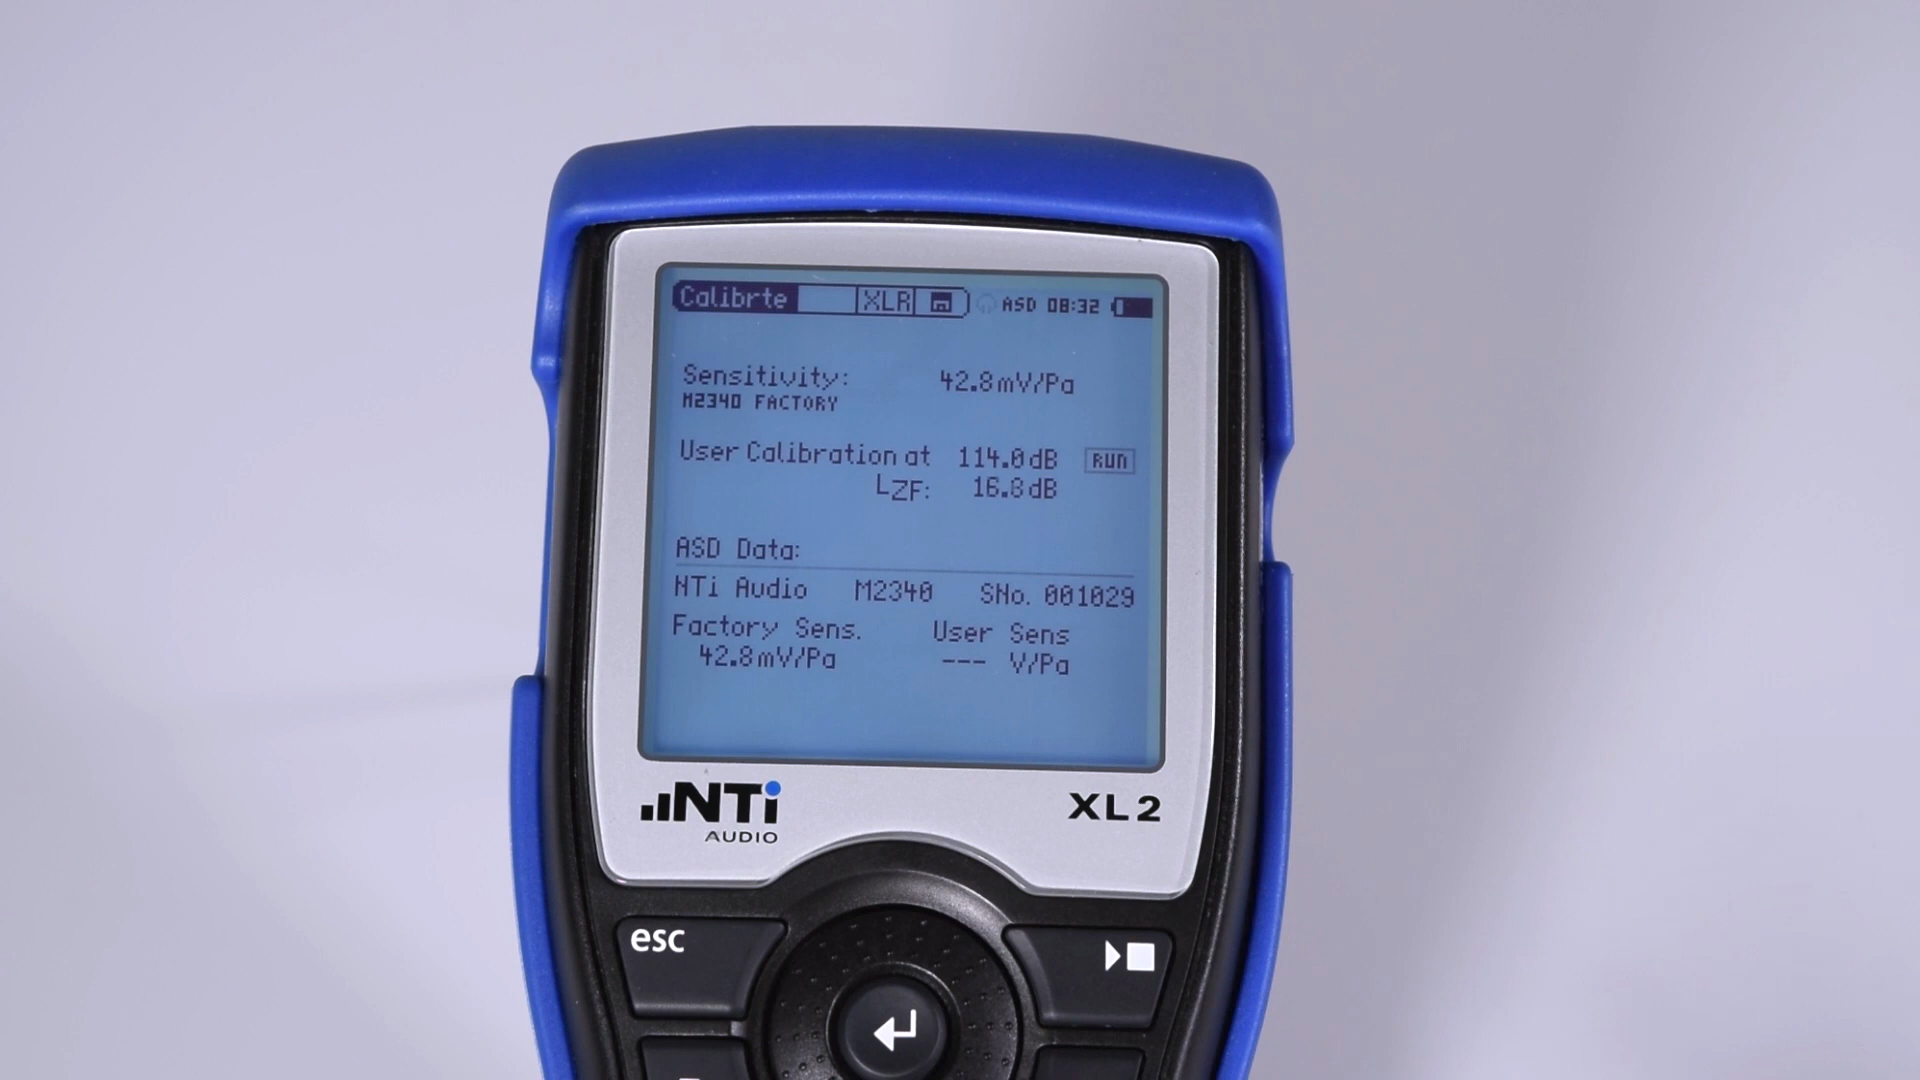 Calibrte XLR ASD 08:32
Sensitivity: 42.8mV/Pa
M2340 FACTORY
User Calibration at 114.0dB RUN
LZF: 16.8dB
ASD Data:
NTi Audio M2340 SNo. 001029
Factory Sens. User Sens
42.8mV/Pa --- V/Pa
NTi AUDIO XL2
esc